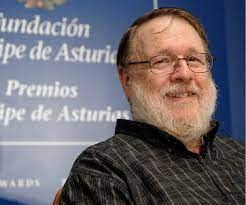 Fundación
ipe de Asturias
Premios
ipe de Asturias
WARDS